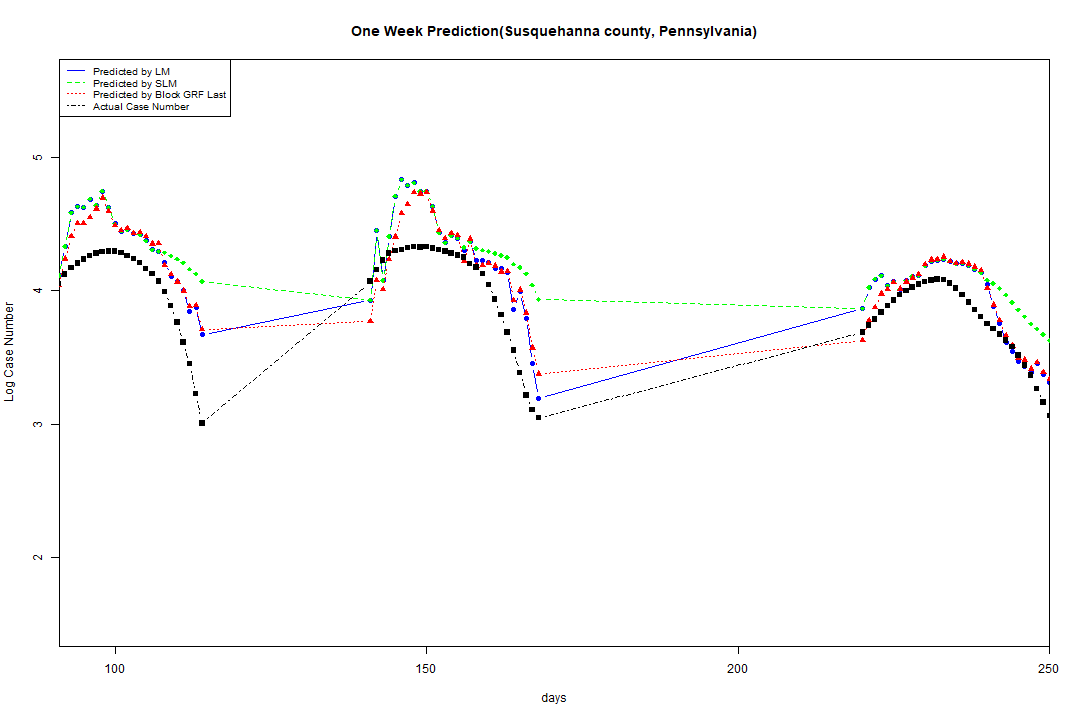 One Week Prediction(Susquehanna county, Pennsylvania)
Predicted by LM
Predicted by SLM
Predicted by Block GRF Last
Actual Case Number
5
4
3
2
Log Case Number
100 150 200 250
days